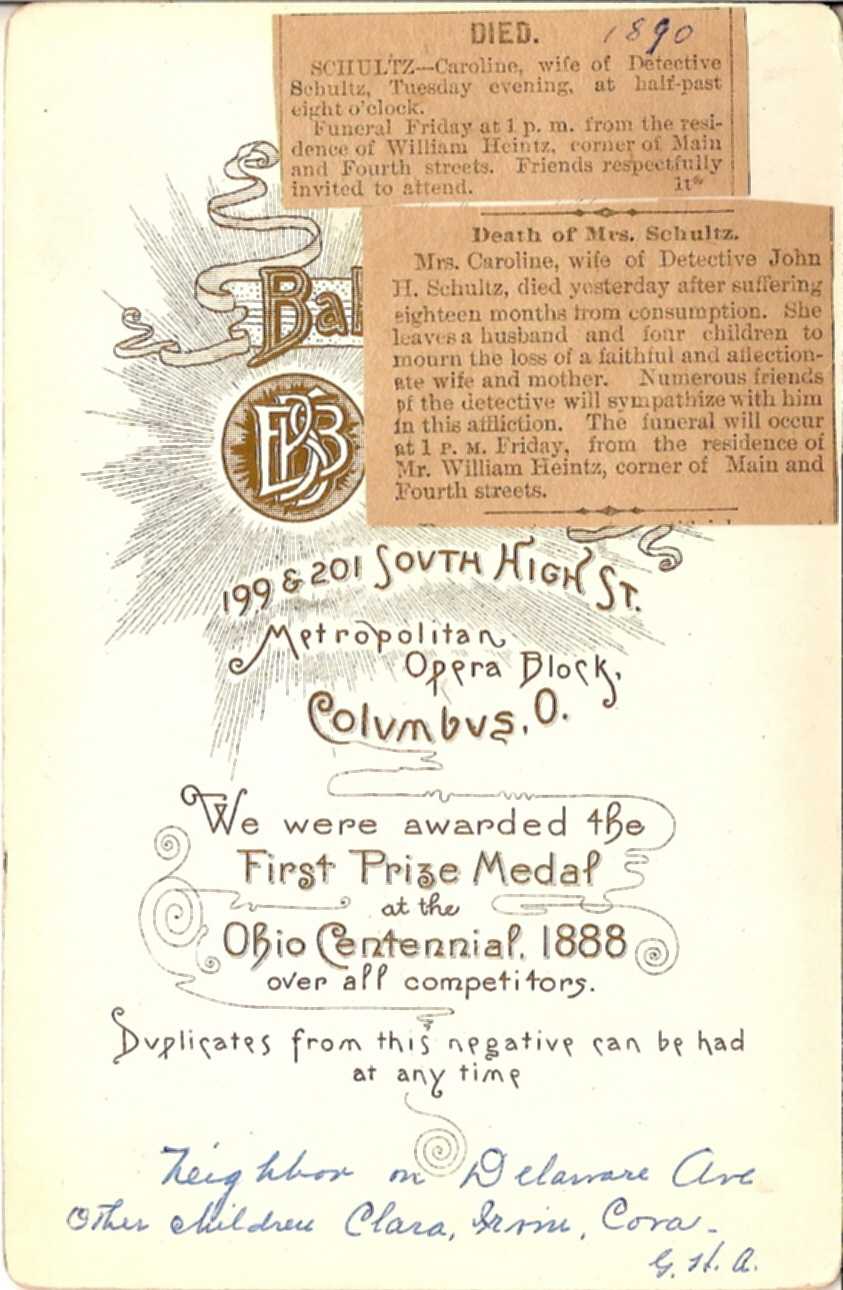 DIED. 1890
SCHULTZ—Caroline, wife of Detective
Schultz, Tuesday evening, at half-past
eight o'clock.
Funeral Friday at 1 p. m. from the resi-
dence of William Heintz, corner of Main
and Fourth streets. Friends respectfully
invited to attend. 1t*
Death of Mrs. Schultz.
Mrs. Caroline, wife of Detective John
H. Schultz, died yesterday after suffering
eighteen months from consumption. She
leaves a husband and four children to
mourn the loss of a faithful and affection-
ate wife and mother. Numerous friends
of the detective will sympathize with him
in this affliction. The funeral will occur
at 1 P. M. Friday, from the residence of
Mr. William Heintz, corner of Main and
Fourth streets.
Bak
199 & 201 SOVTH HIGH ST.
Metropolitan
Opera Block,
Colvmbvs, O.
We were awarded the
First Prize Medal
at the
Ohio Centennial, 1888
over all competitors.
Dvplicates from this negative can be had
at any time
Neighbor on Delaware Ave
Other children Clara, Irvin, Cora.
G. H. A.